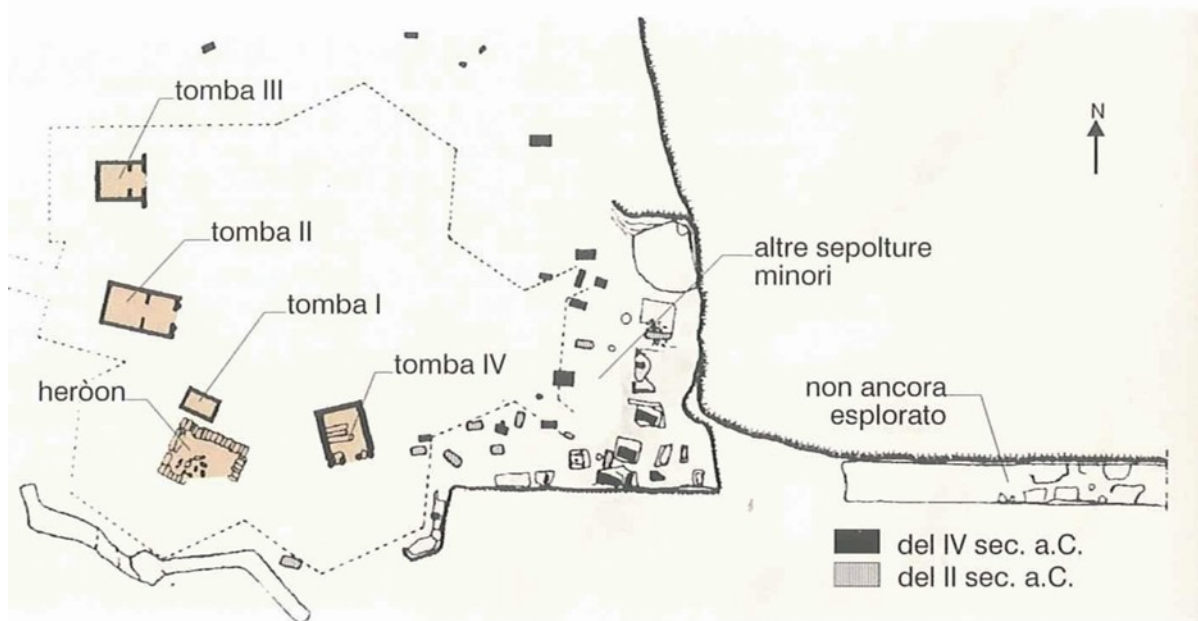 tomba III
N
tomba II
altre sepolture
minori
tomba I
tomba IV
heròon
non ancora
esplorato
del IV sec. a.C.
del II sec. a.C.